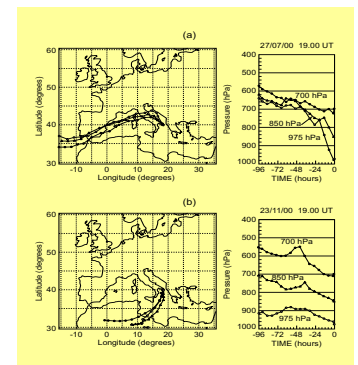 (a)
27/07/00 19.00 UT
60
50
40
30
Latitude (degrees)
-10 0 10 20 30
Longitude (degrees)
400
500
600
700
800
900
1000
Pressure (hPa)
700 hPa
850 hPa
975 hPa
-96 -72 -48 -24 0
TIME (hours)
(b)
23/11/00 19.00 UT
60
50
40
30
Latitude (degrees)
-10 0 10 20 30
Longitude (degrees)
400
500
600
700
800
900
1000
Pressure (hPa)
700 hPa
850 hPa
975 hPa
-96 -72 -48 -24 0
TIME (hours)